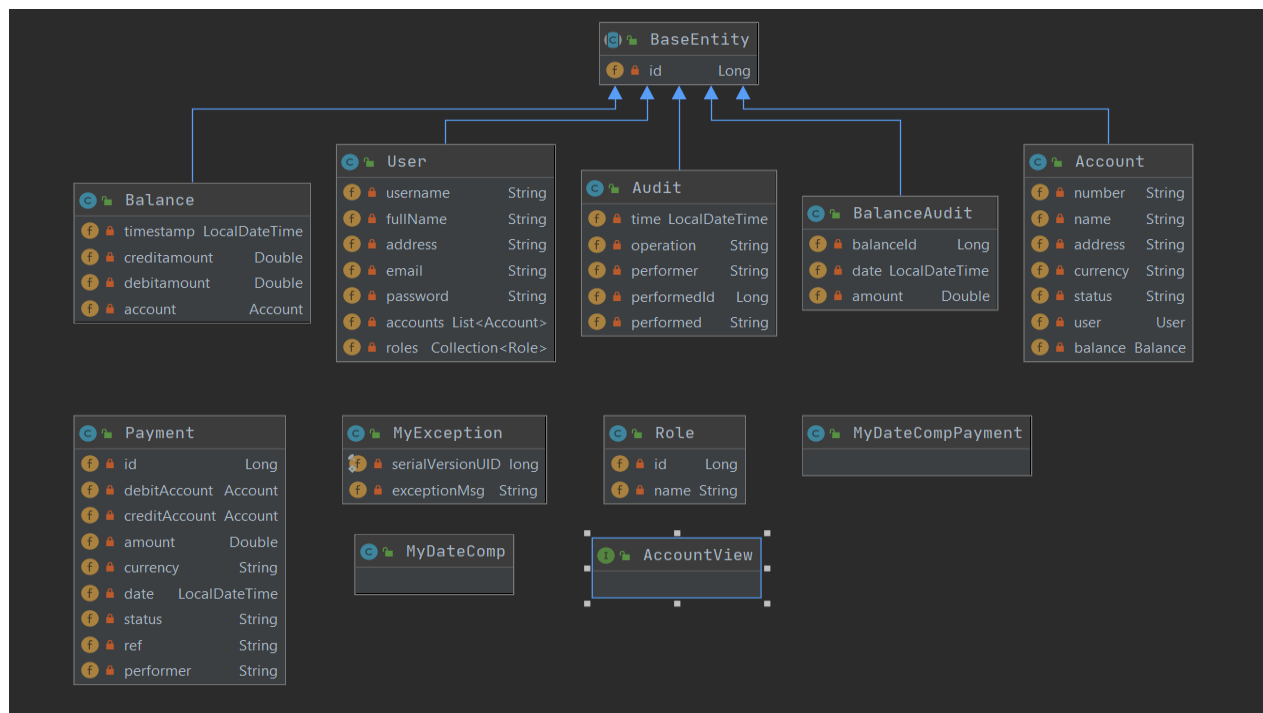 BaseEntity
id Long
User
username String
fullName String
address String
email String
password String
accounts List<Account>
roles Collection<Role>
Account
number String
name String
address String
currency String
status String
user User
balance Balance
Audit
time LocalDateTime
operation String
performer String
performedId Long
performed String
Balance
timestamp LocalDateTime
creditamount Double
debitamount Double
account Account
BalanceAudit
balanceId Long
date LocalDateTime
amount Double
Payment
id Long
debitAccount Account
creditAccount Account
amount Double
currency String
date LocalDateTime
status String
ref String
performer String
MyException
serialVersionUID long
exceptionMsg String
Role
id Long
name String
MyDateCompPayment
MyDateComp
AccountView